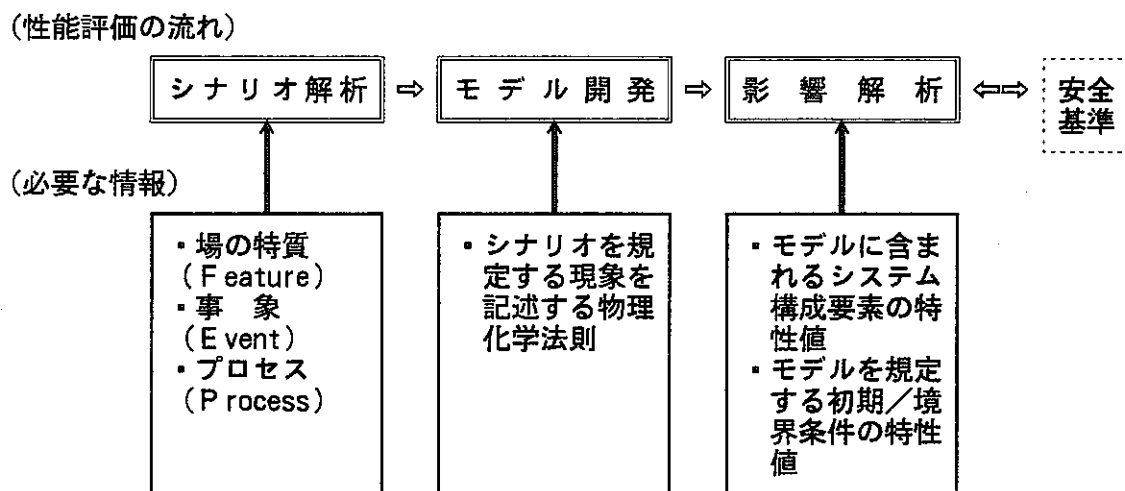 (性能評価の流れ)
シナリオ解析 ⇨ モデル開発 ⇨ 影響解析 ⇦⇨ 安全
基準
(必要な情報)
・場の特質
(Feature)
・事 象
(Event)
・プロセス
(Process)
・シナリオを規
定する現象を
記述する物理
化学法則
・モデルに含ま
れるシステム
構成要素の特
性値
・モデルを規定
する初期/境
界条件の特性
値